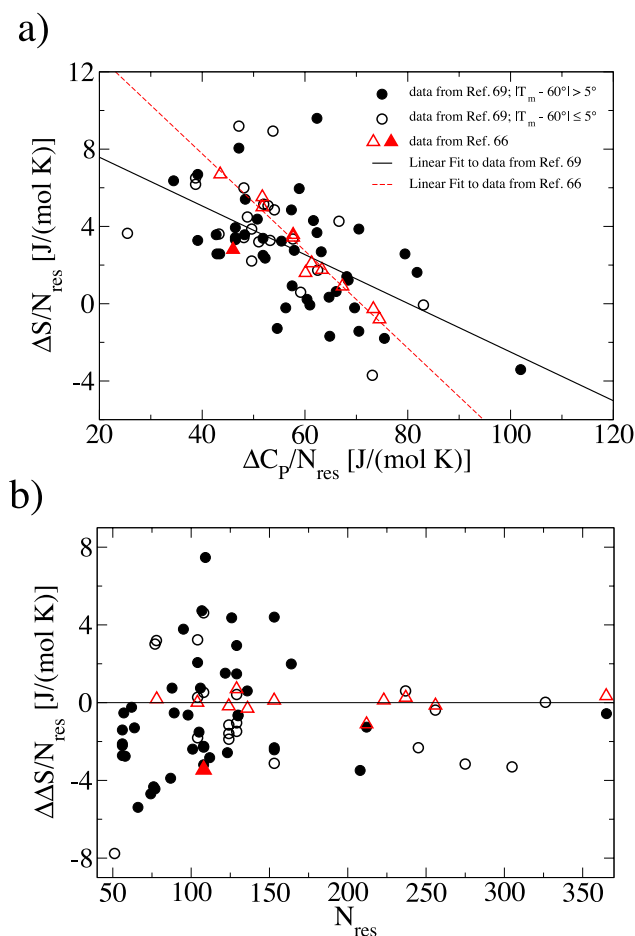 a)
12
8
4
0
-4
ΔS/N_res [J/(mol K)]
data from Ref. 69; |T_m - 60°| > 5°
data from Ref. 69; |T_m - 60°| ≤ 5°
data from Ref. 66
Linear Fit to data from Ref. 69
Linear Fit to data from Ref. 66
20 40 60 80 100 120
ΔC_P/N_res [J/(mol K)]
b)
8
4
0
-4
-8
ΔΔS/N_res [J/(mol K)]
50 100 150 200 250 300 350
N_res